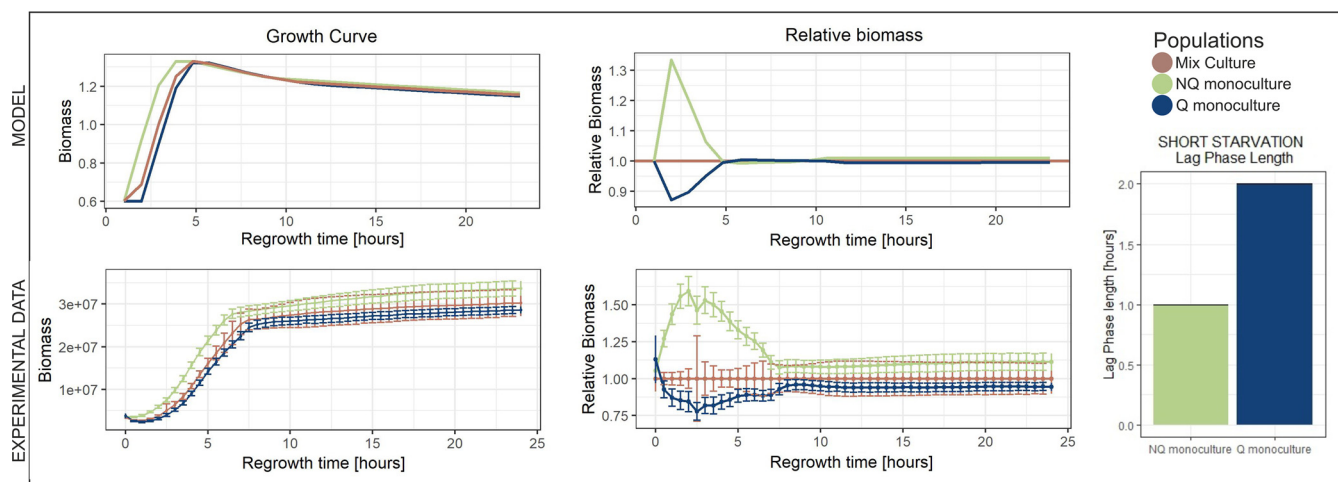 Growth Curve
Relative biomass
Populations
Mix Culture
NQ monoculture
Q monoculture
MODEL
Biomass
1.2
1.0
0.8
0.6
0
5
10
15
20
Regrowth time [hours]
Relative Biomass
1.3
1.2
1.1
1.0
0.9
0
5
10
15
20
Regrowth time [hours]
EXPERIMENTAL DATA
Biomass
3e+07
2e+07
1e+07
0
5
10
15
20
25
Regrowth time [hours]
Relative Biomass
1.50
1.25
1.00
0.75
0
5
10
15
20
25
Regrowth time [hours]
SHORT STARVATION
Lag Phase Length
Lag Phase length [hours]
2.0
1.5
1.0
0.5
0.0
NQ monoculture
Q monoculture